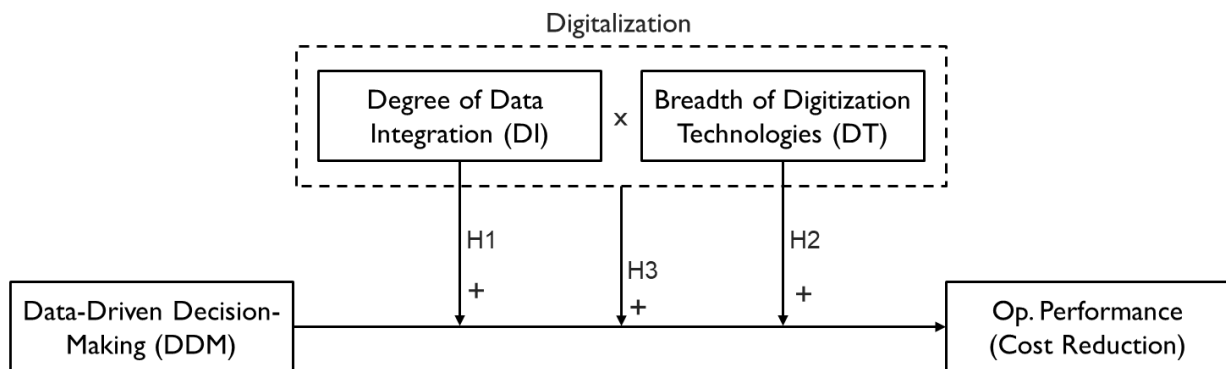 Digitalization
Degree of Data
Integration (DI)
x
Breadth of Digitization
Technologies (DT)
H1
+
H3
+
H2
+
Data-Driven Decision-
Making (DDM)
Op. Performance
(Cost Reduction)